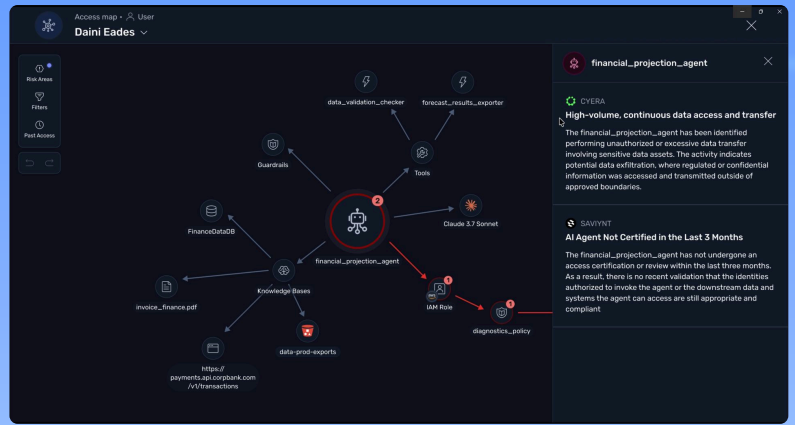 Access map • User
Daini Eades
Risk Areas
Filters
Past Access
data_validation_checker
forecast_results_exporter
Guardrails
Tools
2
FinanceDataDB
Claude 3.7 Sonnet
financial_projection_agent
Knowledge Bases
1
1
invoice_finance.pdf
aws
IAM Role
diagnostics_policy
data-prod-exports
https://
payments.api.corpbank.com
/v1/transactions
financial_projection_agent
CYERA
High-volume, continuous data access and transfer
The financial_projection_agent has been identified
performing unauthorized or excessive data transfer
involving sensitive data assets. The activity indicates
potential data exfiltration, where regulated or confidential
information was accessed and transmitted outside of
approved boundaries.
SAVIYNT
AI Agent Not Certified in the Last 3 Months
The financial_projection_agent has not undergone an
access certification or review within the last three months.
As a result, there is no recent validation that the identities
authorized to invoke the agent or the downstream data and
systems the agent can access are still appropriate and
compliant